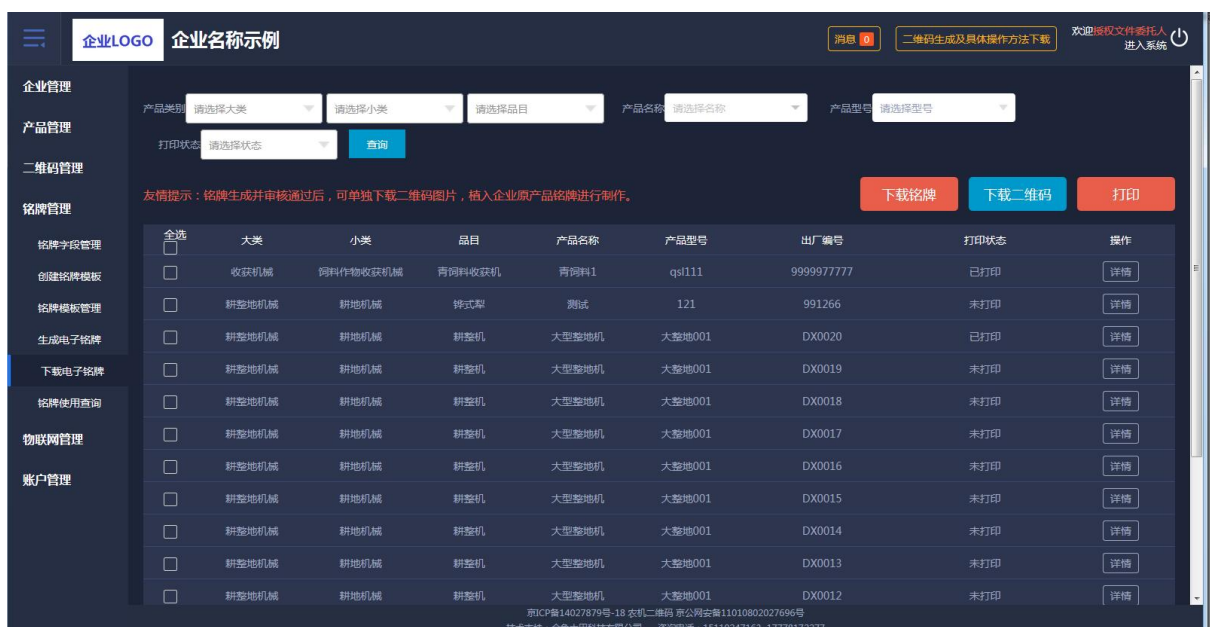 企业LOGO 企业名称示例 消息 0 二维码生成及具体操作方法下载 欢迎授权文件委托人
进入系统
企业管理
产品类别 请选择大类 请选择小类 请选择品目 产品名称 请选择名称 产品型号 请选择型号
产品管理
打印状态 请选择状态 查询
二维码管理
友情提示：铭牌生成并审核通过后，可单独下载二维码图片，植入企业原产品铭牌进行制作。 下载铭牌 下载二维码 打印
铭牌管理
铭牌字段管理
创建铭牌模板
铭牌模板管理
生成电子铭牌
下载电子铭牌
铭牌使用查询
物联网管理
账户管理
全选 大类 小类 品目 产品名称 产品型号 出厂编号 打印状态 操作
收获机械 饲料作物收获机械 青饲料收获机 青饲料1 qsl111 9999977777 已打印 详情
耕整地机械 耕地机械 铧式犁 测试 121 991266 未打印 详情
耕整地机械 耕地机械 耕整机 大型整地机 大整地001 DX0020 已打印 详情
耕整地机械 耕地机械 耕整机 大型整地机 大整地001 DX0019 未打印 详情
耕整地机械 耕地机械 耕整机 大型整地机 大整地001 DX0018 未打印 详情
耕整地机械 耕地机械 耕整机 大型整地机 大整地001 DX0017 未打印 详情
耕整地机械 耕地机械 耕整机 大型整地机 大整地001 DX0016 未打印 详情
耕整地机械 耕地机械 耕整机 大型整地机 大整地001 DX0015 未打印 详情
耕整地机械 耕地机械 耕整机 大型整地机 大整地001 DX0014 未打印 详情
耕整地机械 耕地机械 耕整机 大型整地机 大整地001 DX0013 未打印 详情
耕整地机械 耕地机械 耕整机 大型整地机 大整地001 DX0012 未打印 详情
京ICP备14027879号-18 农机二维码 京公网安备11010802027696号